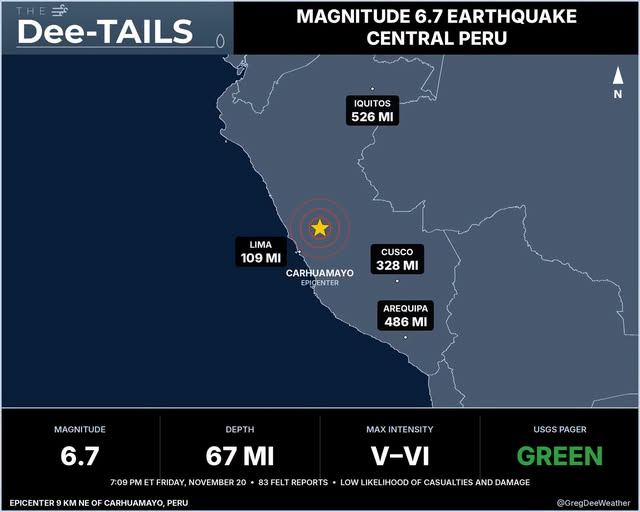 THE
Dee-TAILS
MAGNITUDE 6.7 EARTHQUAKE
CENTRAL PERU
N
IQUITOS
526 MI
LIMA
109 MI
CUSCO
328 MI
CARHUAMAYO
EPICENTER
AREQUIPA
486 MI
MAGNITUDE
6.7
DEPTH
67 MI
MAX INTENSITY
V–VI
USGS PAGER
GREEN
7:09 PM ET FRIDAY, NOVEMBER 20 • 83 FELT REPORTS • LOW LIKELIHOOD OF CASUALTIES AND DAMAGE
EPICENTER 9 KM NE OF CARHUAMAYO, PERU
@GregDeeWeather